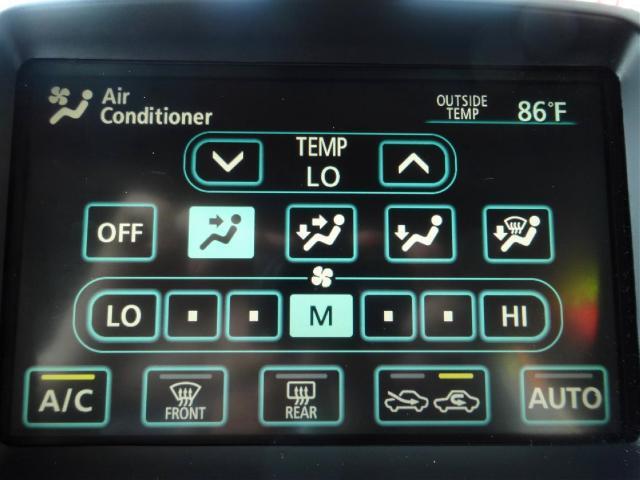 Air
Conditioner
OUTSIDE
TEMP
86°F
TEMP
LO
OFF
LO
M
HI
A/C
FRONT
REAR
AUTO